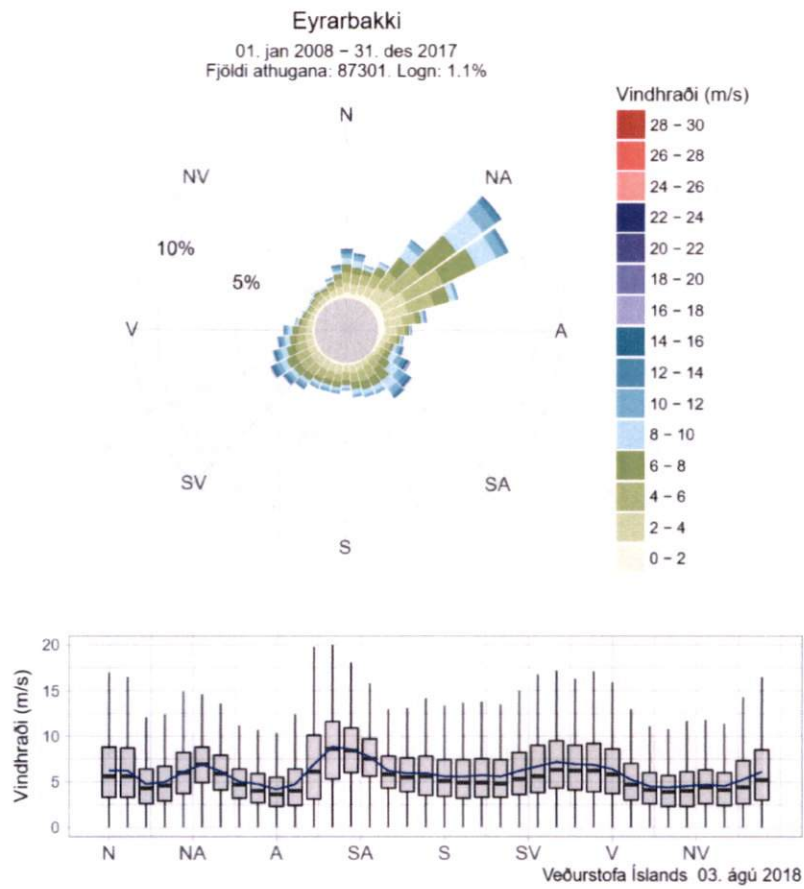 Eyrarbakki
01. jan 2008 – 31. des 2017
Fjöldi athugana: 87301. Logn: 1.1%
N
NV
NA
10%
5%
V
A
SV
SA
S
Vindhraði (m/s)
28 – 30
26 – 28
24 – 26
22 – 24
20 – 22
18 – 20
16 – 18
14 – 16
12 – 14
10 – 12
8 – 10
6 – 8
4 – 6
2 – 4
0 – 2
Vindhraði (m/s)
20
15
10
5
0
N NA A SA S SV V NV
Veðurstofa Íslands 03. ágú 2018